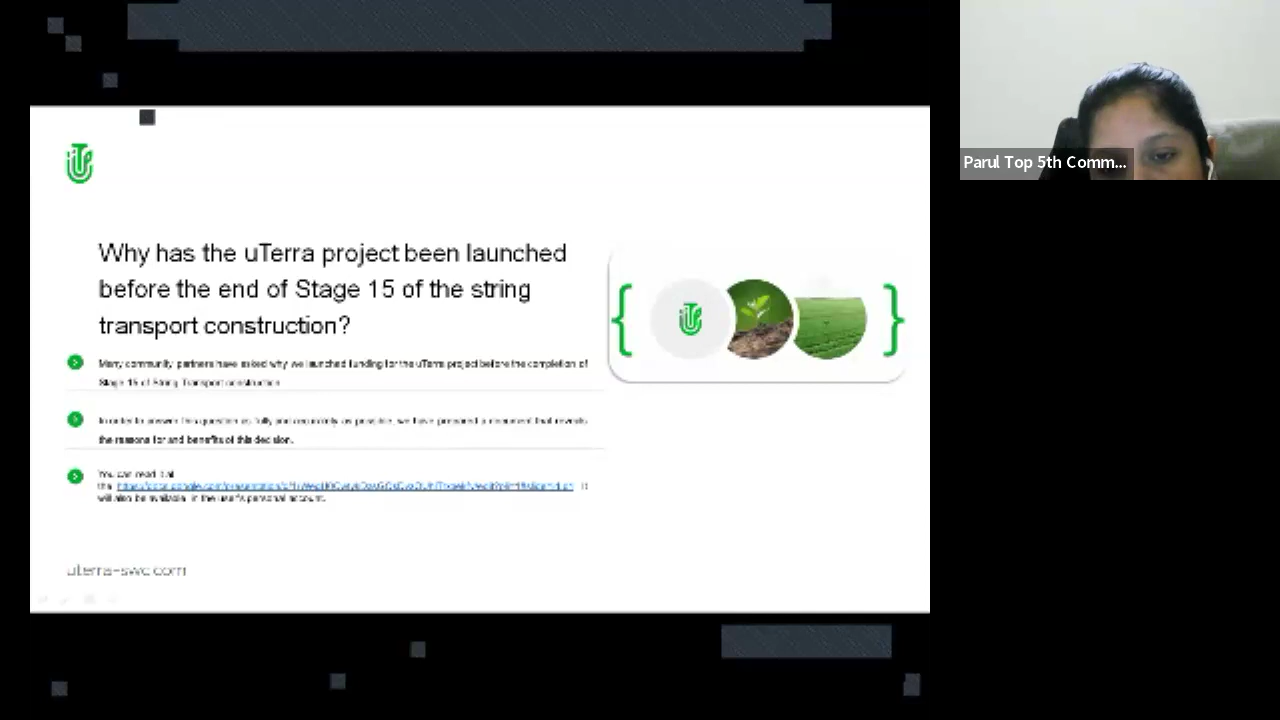 Why has the uTerra project been launched
before the end of Stage 15 of the string
transport construction?
Many community partners have asked why we launched funding for the uTerra project before the completion of
Stage 15 of String Transport construction.
In order to answer this question as fully and accurately as possible, we have prepared a document that reveals
the reasons for and benefits of this decision.
You can read it at
the
It
will also be available in the user's personal account.
uterra-swc.com
Parul Top 5th Comm...